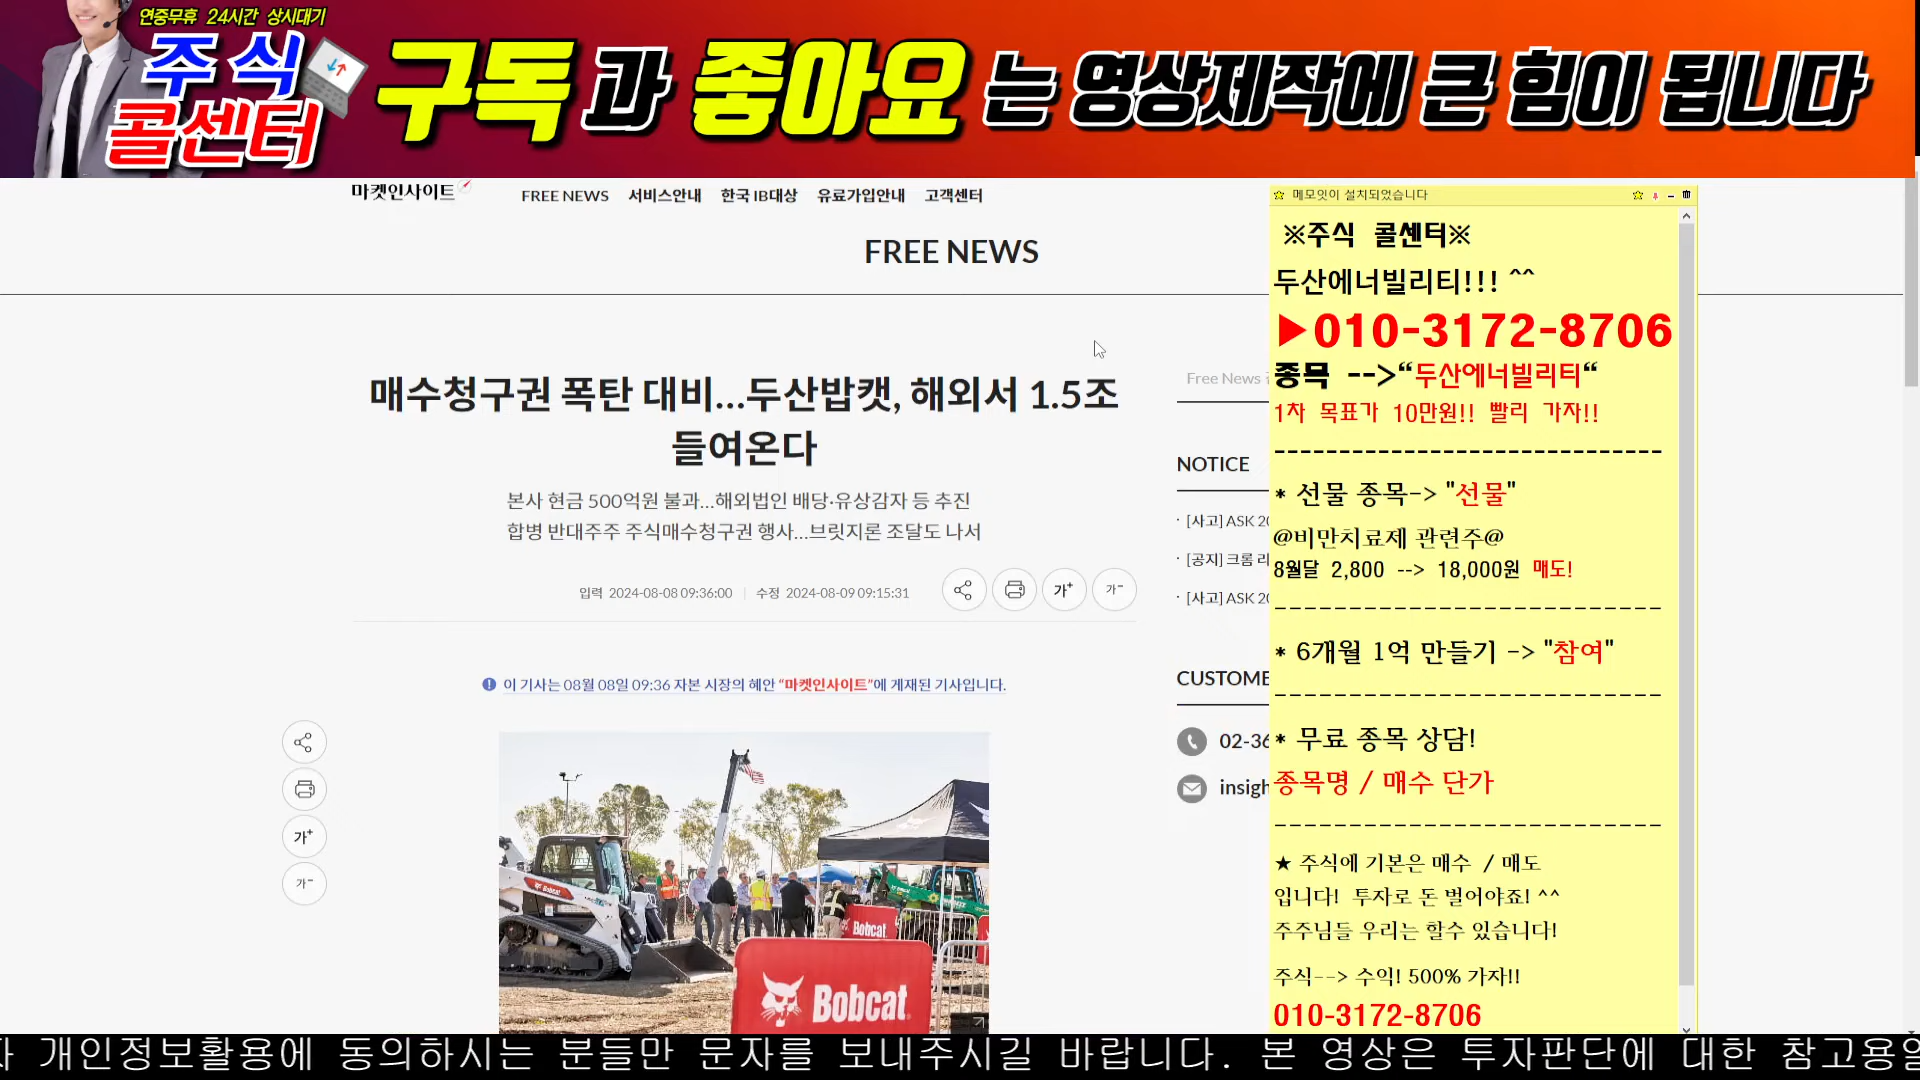 연중무휴 24시간 상시대기
주식
콜센터
구독과 좋아요는 영상제작에 큰 힘이 됩니다
마켓인사이트
FREE NEWS 서비스안내 한국 IB대상 유료가입안내 고객센터
FREE NEWS
매수청구권 폭탄 대비…두산밥캣, 해외서 1.5조
들여온다
본사 현금 500억원 불과…해외법인 배당·유상감자 등 추진
합병 반대주주 주식매수청구권 행사…브릿지론 조달도 나서
입력 2024-08-08 09:36:00 수정 2024-08-09 09:15:31
가+ 가-
이 기사는 08월 08일 09:36 자본 시장의 혜안 “마켓인사이트”에 게재된 기사입니다.
가+
가-
Bobcat
Bobcat
Bobcat
Free News
NOTICE
· [사고] ASK 20
· [공지] 크롬 리
· [사고] ASK 20
CUSTOME
02-36
insigh
메모잇이 설치되었습니다
※주식 콜센터※
두산에너빌리티!!! ^^
▶010-3172-8706
종목 -->“두산에너빌리티“
1차 목표가 10만원!! 빨리 가자!!
------------------------------
* 선물 종목-> "선물"
@비만치료제 관련주@
8월달 2,800 --> 18,000원 매도!
--------------------------
* 6개월 1억 만들기 -> "참여"
--------------------------
* 무료 종목 상담!
종목명 / 매수 단가
--------------------------
★ 주식에 기본은 매수 / 매도
입니다! 투자로 돈 벌어야죠! ^^
주주님들 우리는 할수 있습니다!
주식--> 수익! 500% 가자!!
010-3172-8706
개인정보활용에 동의하시는 분들만 문자를 보내주시길 바랍니다. 본 영상은 투자판단에 대한 참고용일